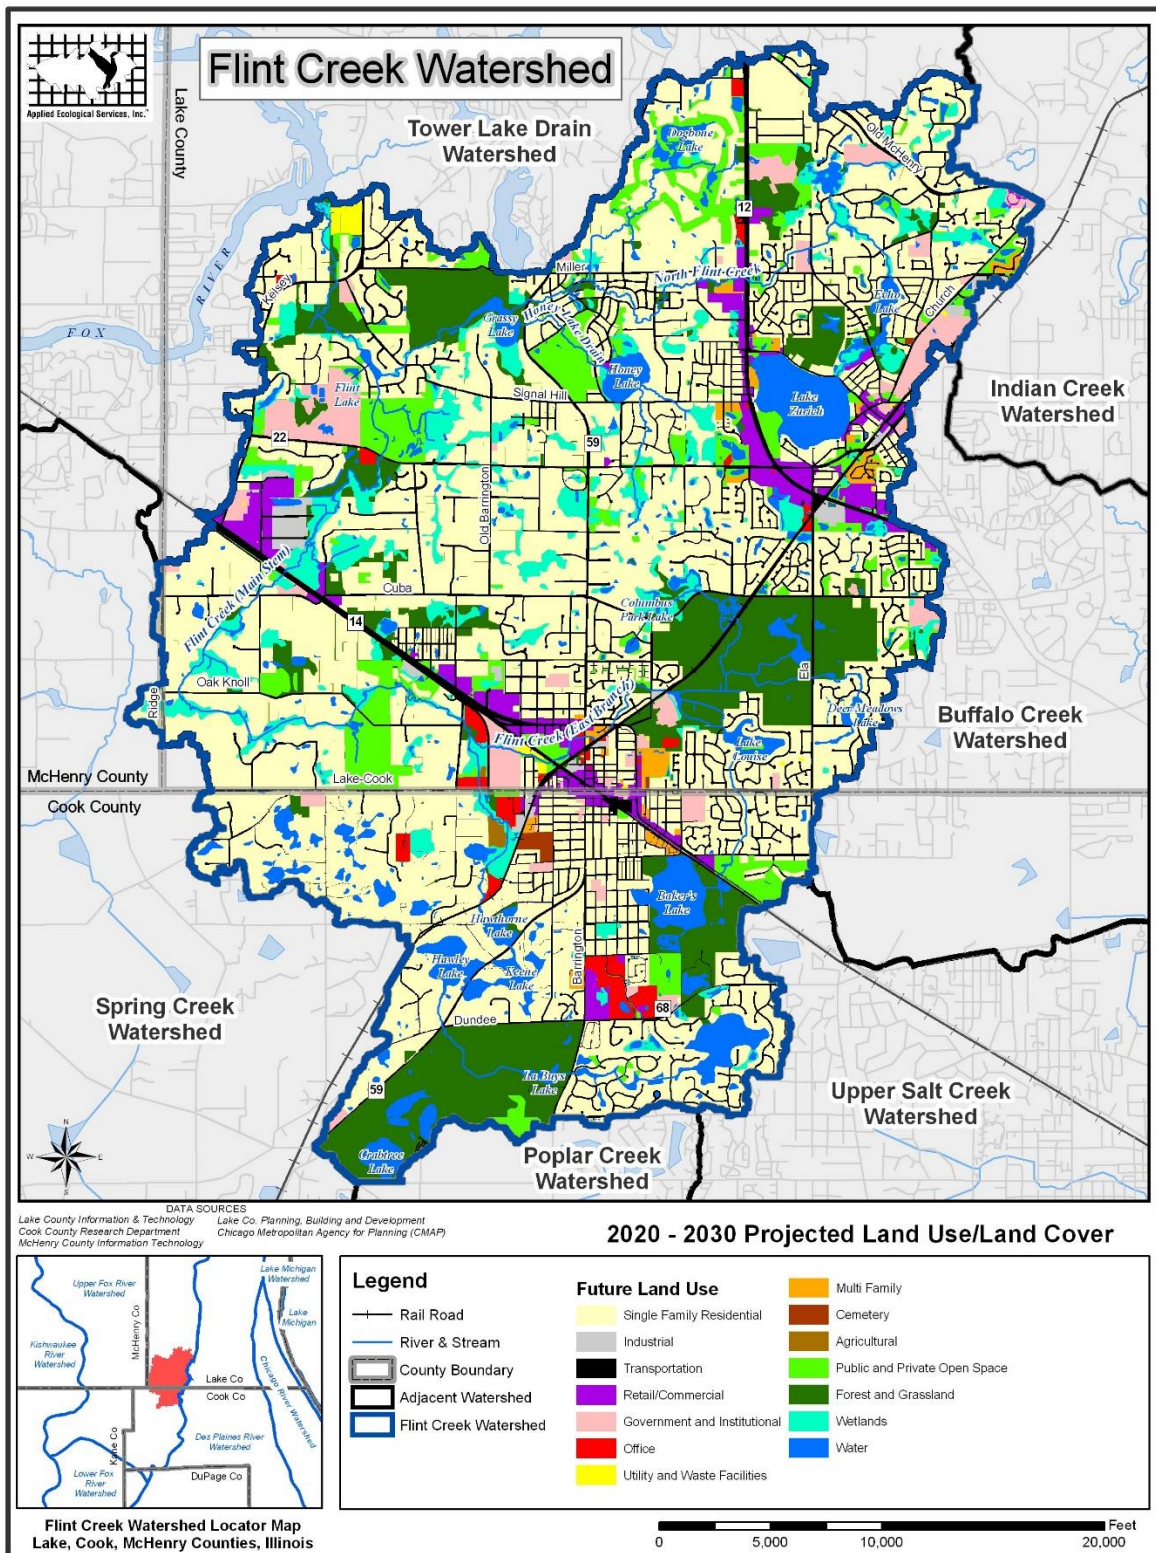 Applied Ecological Services, Inc.™
Flint Creek Watershed
Lake County
Tower Lake Drain
Watershed
Dogbone
Lake
Old McHenry
12
RIVER
FOX
Kelsey
Miller
North Flint Creek
Grassy
Lake
Honey Lake Drain
Echo
Lake
Church
Honey
Lake
Flint
Lake
Signal Hill
Lake
Zurich
Indian Creek
Watershed
22
59
Old Barrington
Flint Creek (Main Stem)
Cuba
14
Columbus
Park Lake
Oak Knoll
Ridge
Ela
Flint Creek (East Branch)
Deer Meadows
Lake
Lake
Louise
Buffalo Creek
Watershed
McHenry County
Cook County
Lake-Cook
Baker's
Lake
Hawthorne
Lake
Hawley
Lake
Keene
Lake
Barrington
Spring Creek
Watershed
Dundee
68
59
La Buys
Lake
Upper Salt Creek
Watershed
Crabtree
Lake
Poplar Creek
Watershed
N
W
E
S
DATA SOURCES
Lake County Information & Technology
Cook County Research Department
McHenry County Information Technology
Lake Co. Planning, Building and Development
Chicago Metropolitan Agency for Planning (CMAP)
2020 - 2030 Projected Land Use/Land Cover
Upper Fox River
Watershed
McHenry Co
Lake Michigan
Watershed
Lake
Michigan
Kishwaukee
River
Watershed
Lake Co
Cook Co
Chicago River Watershed
Kane Co
Des Plaines River
Watershed
Lower Fox
River
Watershed
DuPage Co
Flint Creek Watershed Locator Map
Lake, Cook, McHenry Counties, Illinois
Legend
Rail Road
River & Stream
County Boundary
Adjacent Watershed
Flint Creek Watershed
Future Land Use
Single Family Residential
Industrial
Transportation
Retail/Commercial
Government and Institutional
Office
Utility and Waste Facilities
Multi Family
Cemetery
Agricultural
Public and Private Open Space
Forest and Grassland
Wetlands
Water
Feet
0
5,000
10,000
20,000